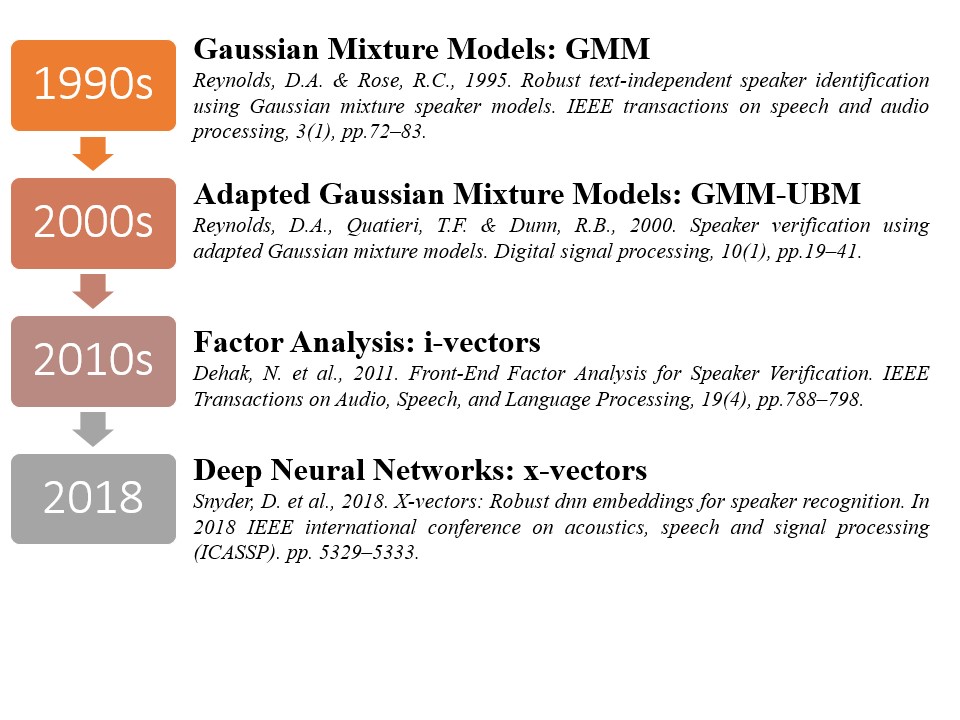 1990s
Gaussian Mixture Models: GMM
Reynolds, D.A. & Rose, R.C., 1995. Robust text-independent speaker identification
using Gaussian mixture speaker models. IEEE transactions on speech and audio
processing, 3(1), pp.72–83.
2000s
Adapted Gaussian Mixture Models: GMM-UBM
Reynolds, D.A., Quatieri, T.F. & Dunn, R.B., 2000. Speaker verification using
adapted Gaussian mixture models. Digital signal processing, 10(1), pp.19–41.
2010s
Factor Analysis: i-vectors
Dehak, N. et al., 2011. Front-End Factor Analysis for Speaker Verification. IEEE
Transactions on Audio, Speech, and Language Processing, 19(4), pp.788–798.
2018
Deep Neural Networks: x-vectors
Snyder, D. et al., 2018. X-vectors: Robust dnn embeddings for speaker recognition. In
2018 IEEE international conference on acoustics, speech and signal processing
(ICASSP). pp. 5329–5333.